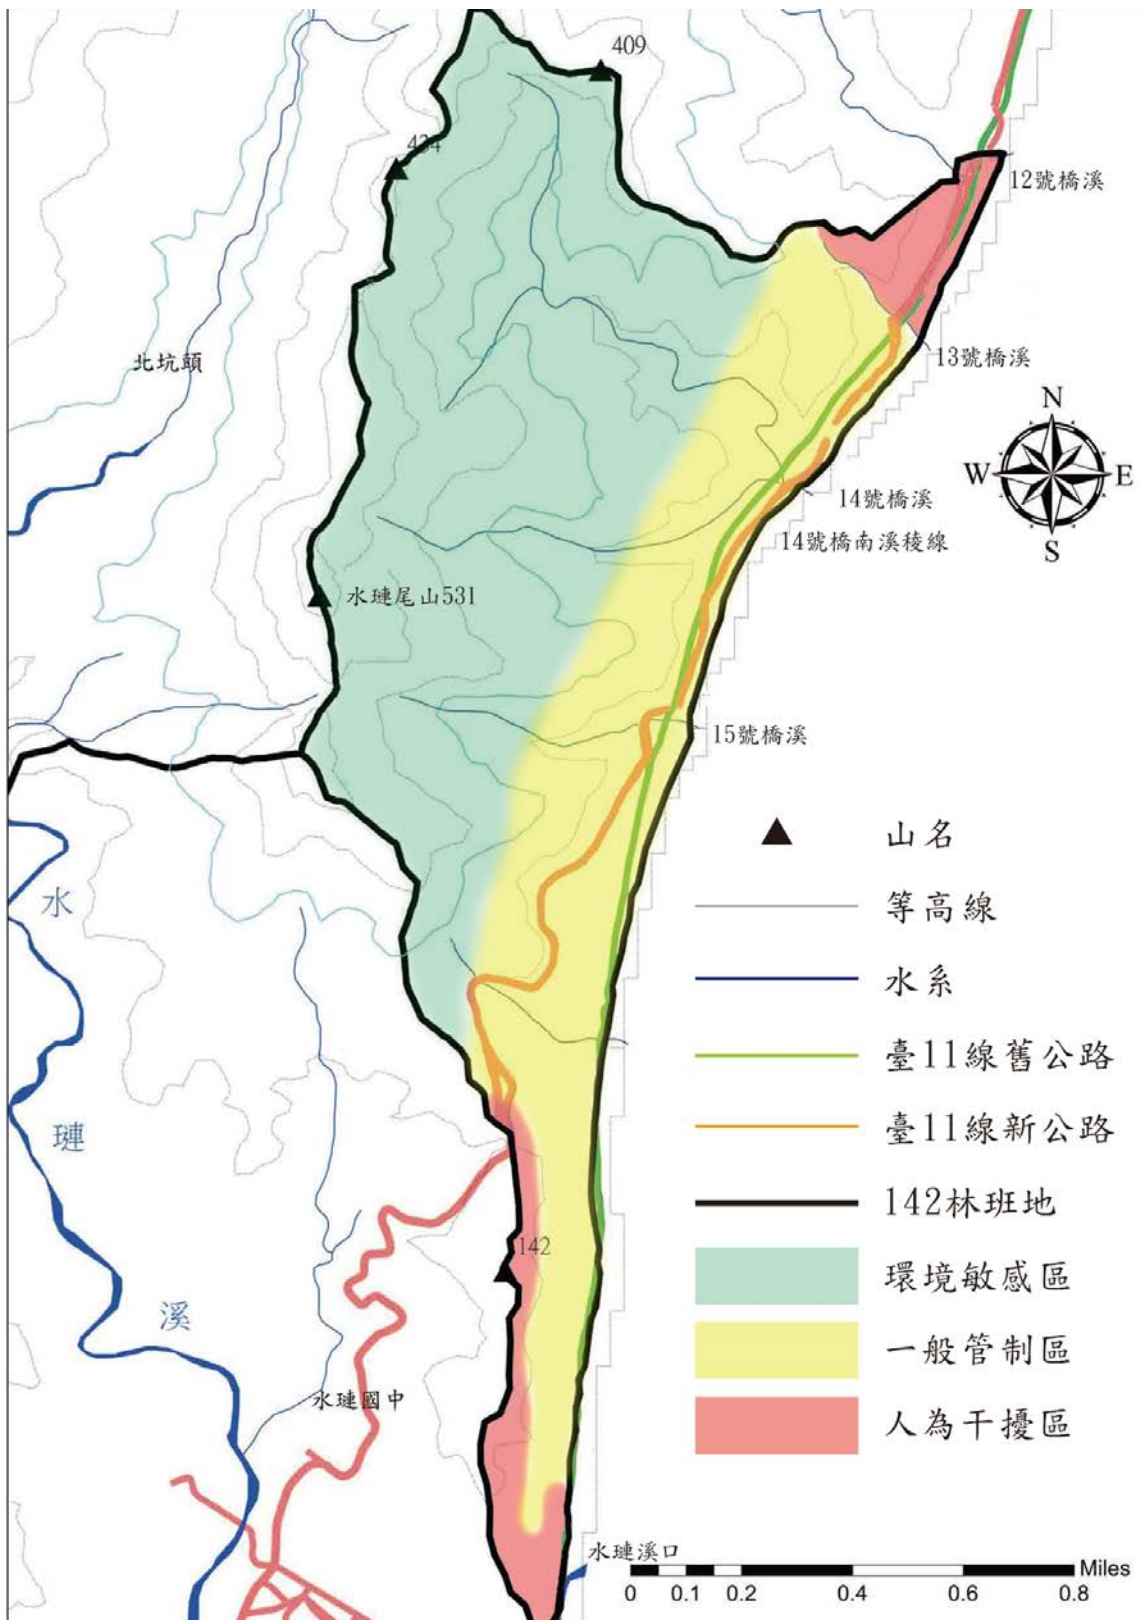 409
434
12號橋溪
13號橋溪
北坑頭
N
W
E
S
14號橋溪
14號橋南溪稜線
水璉尾山531
15號橋溪
山名
等高線
水
水系
臺11線舊公路
璉
臺11線新公路
142林班地
142
環境敏感區
溪
一般管制區
水璉國中
人為干擾區
水璉溪口
Miles
0 0.1 0.2 0.4 0.6 0.8